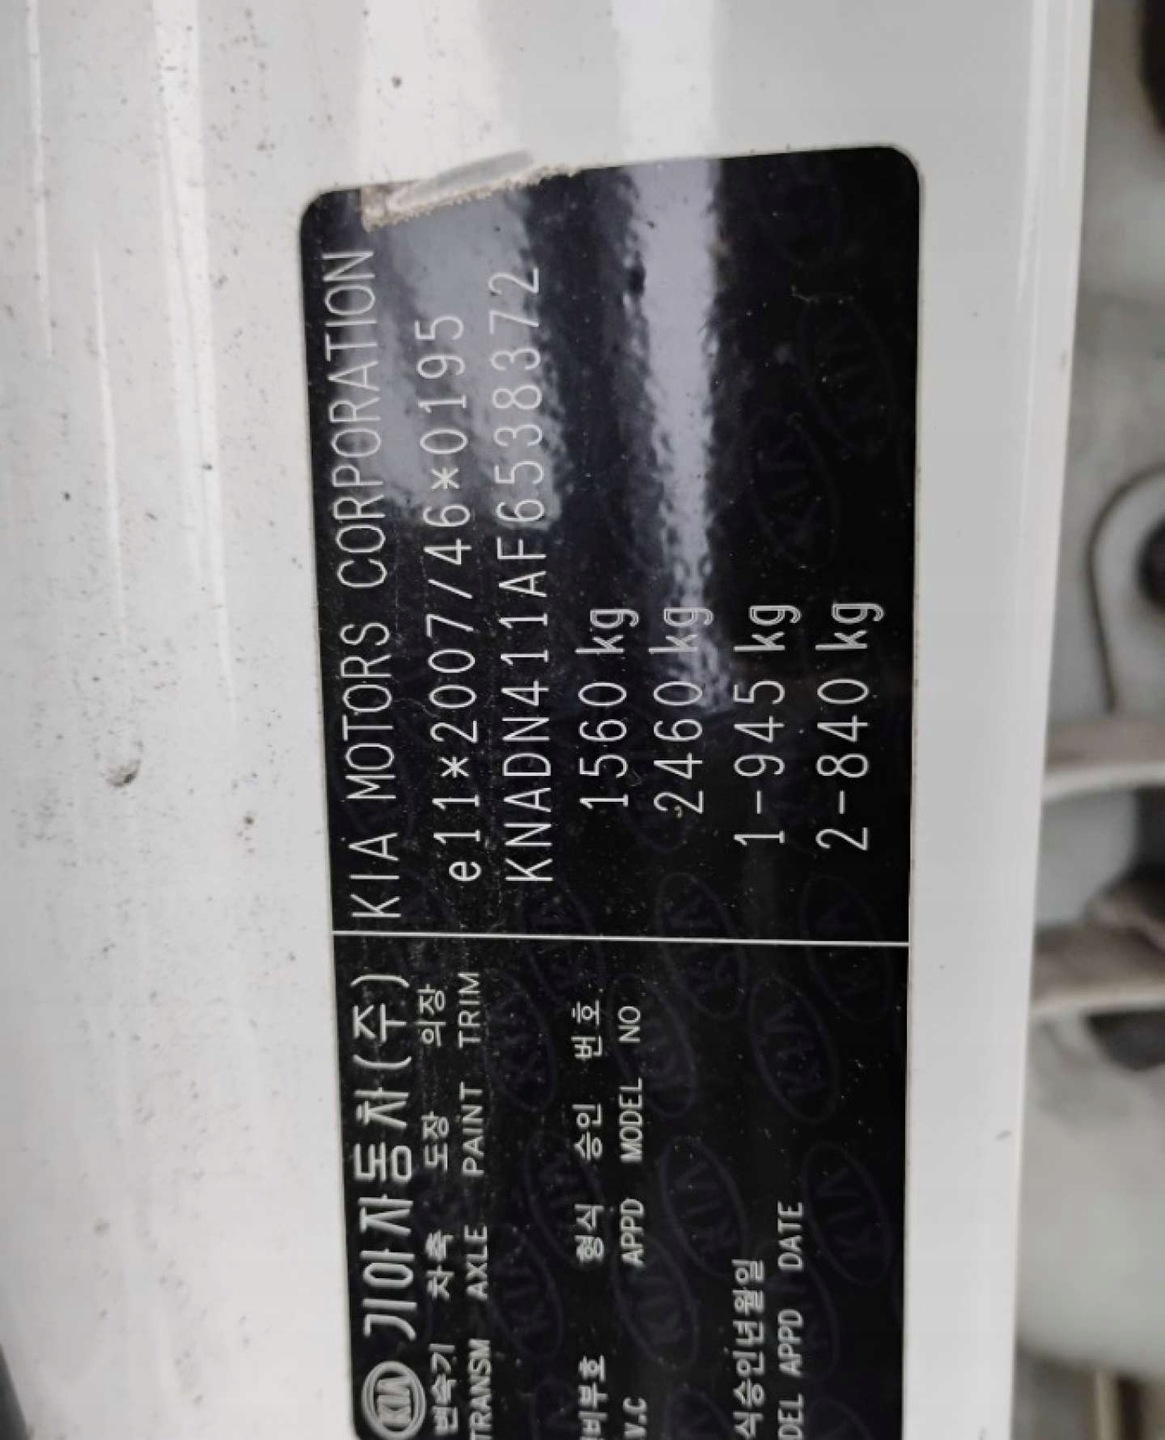 KIA 기아자동차(주)
변속기 차축 도장 의장
TRANSM AXLE PAINT TRIM
형식 승인 번호
V.C APPD MODEL NO
APPD DATE
KIA MOTORS CORPORATION
e11*2007/46*0195
KNADN411AF6538372
1560 kg
2460 kg
1-945 kg
2-840 kg